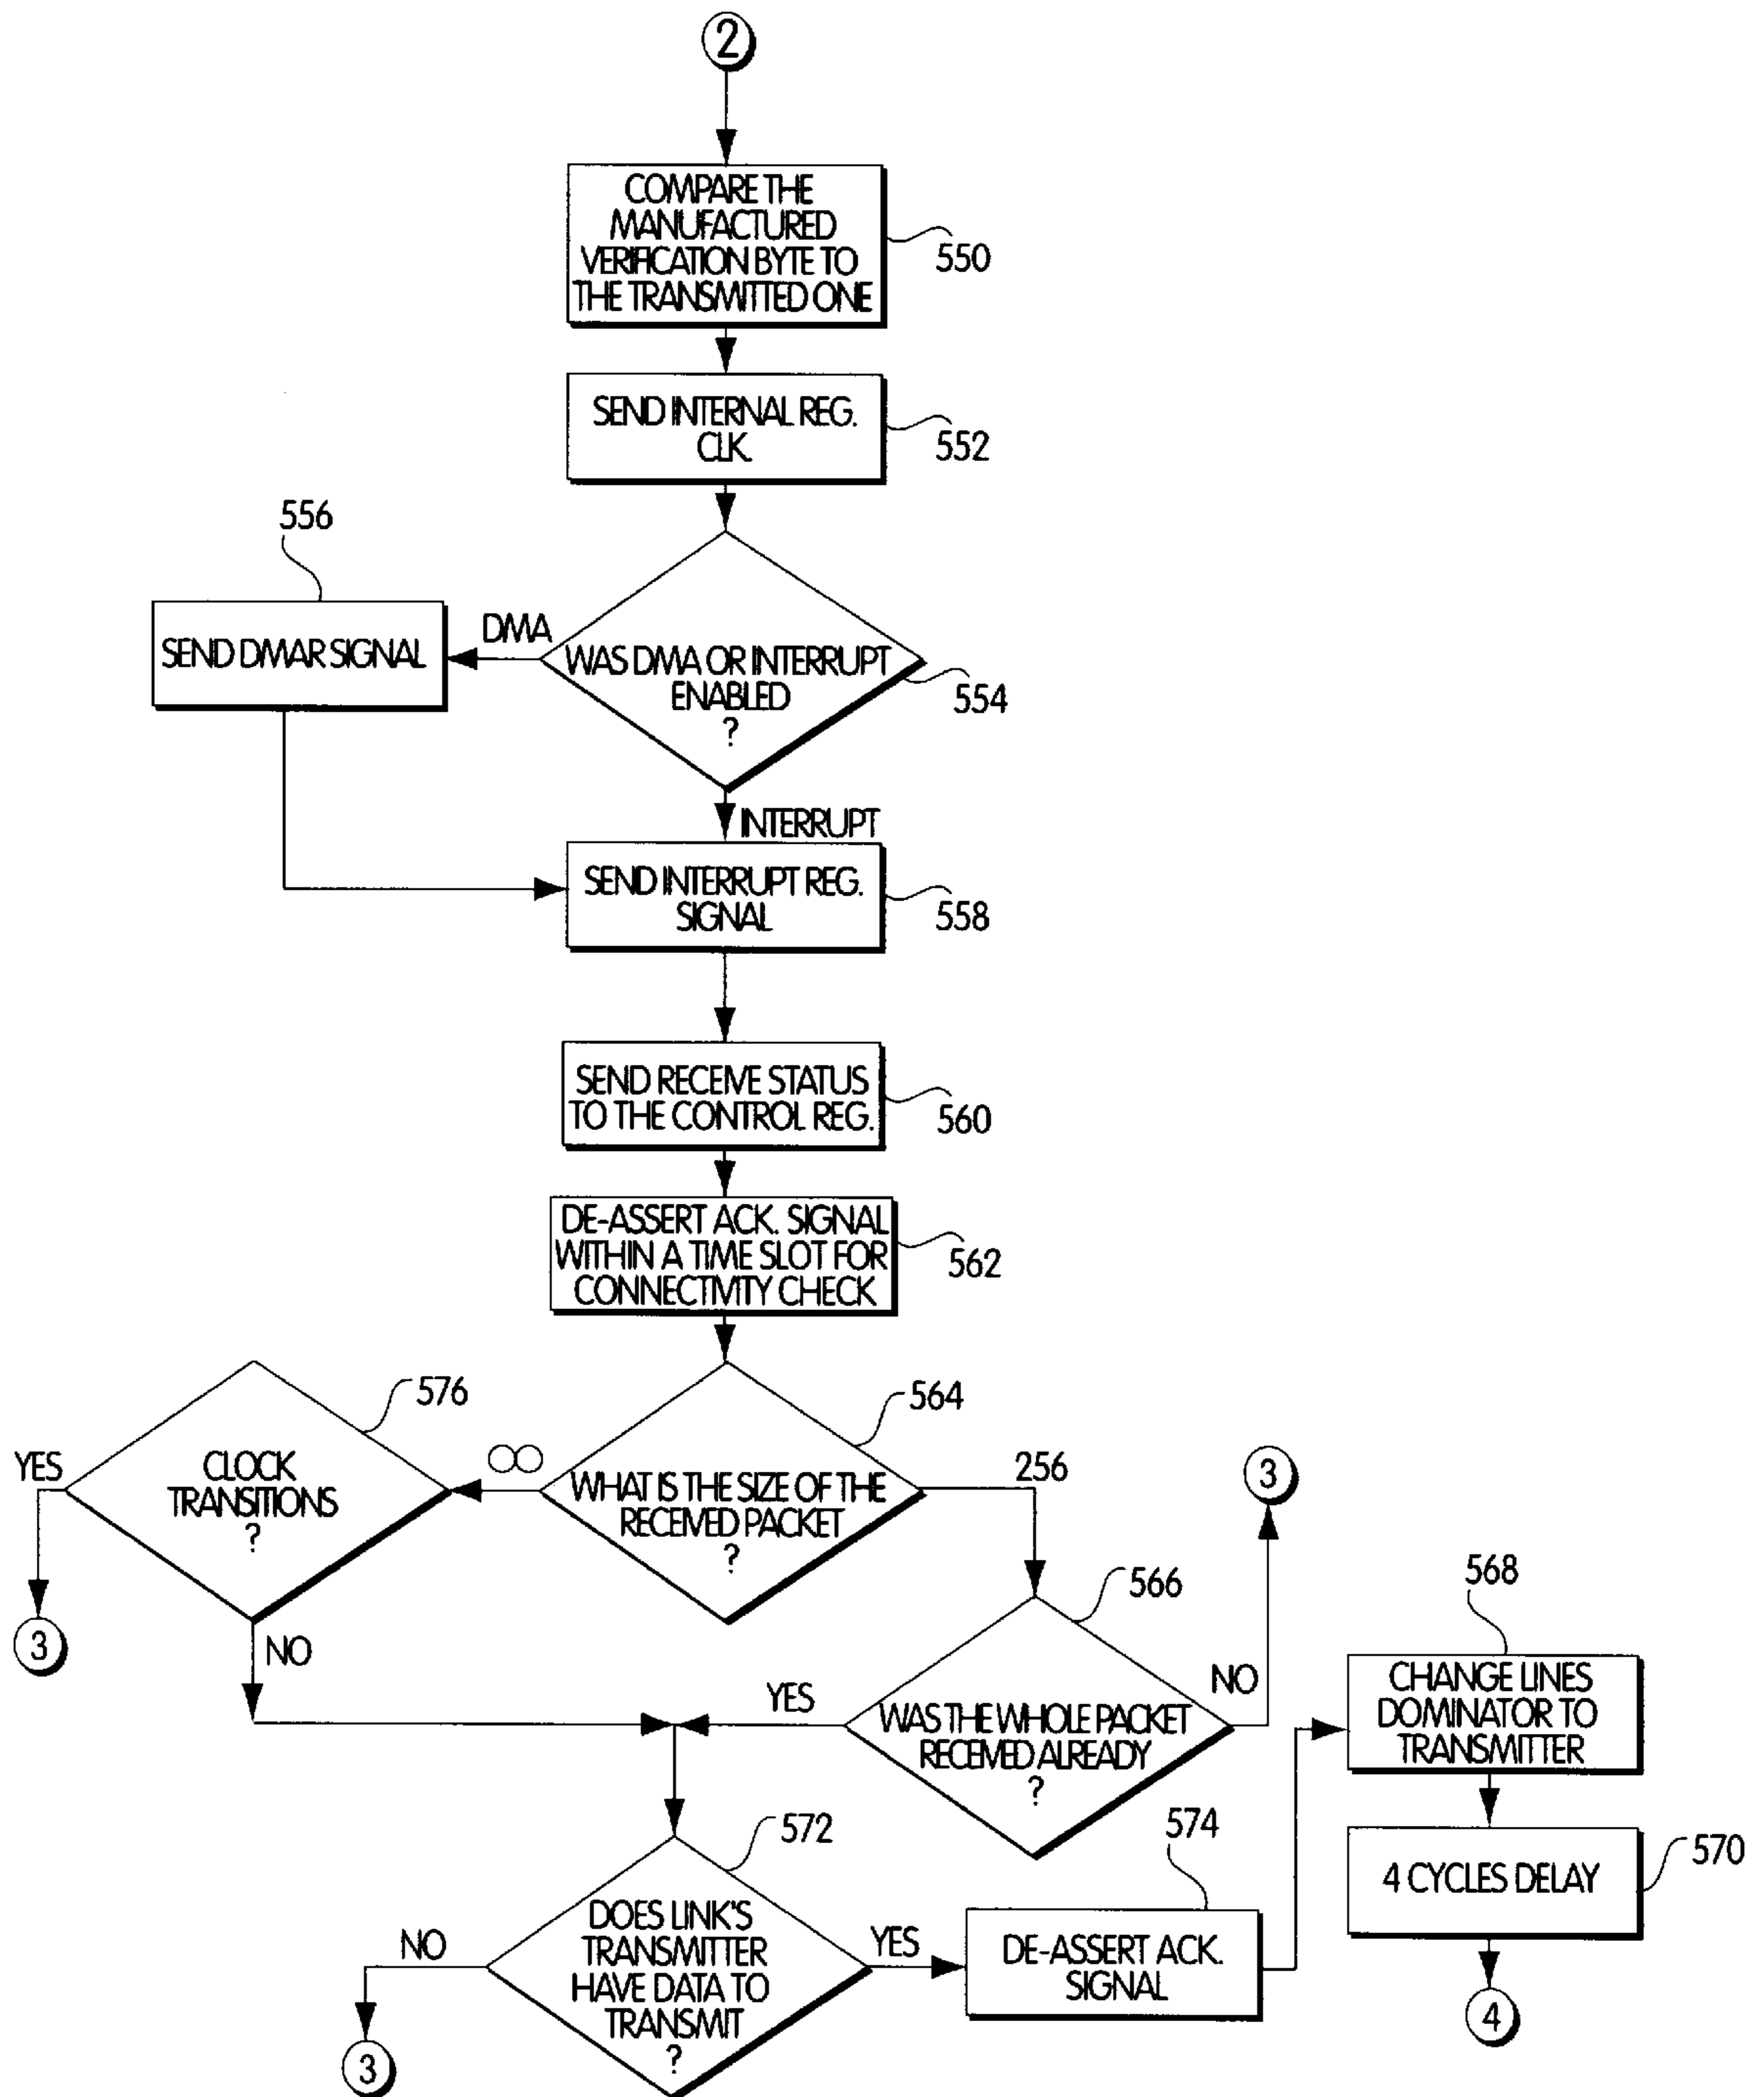 2
COMPARE THE
MANUFACTURED
VERIFICATION BYTE TO
THE TRANSMITTED ONE
550
SEND INTERNAL REG.
CLK.
552
556
SEND DMAR SIGNAL
DMA
WAS DMA OR INTERRUPT
ENABLED
?
554
INTERRUPT
SEND INTERRUPT REG.
SIGNAL
558
SEND RECEIVE STATUS
TO THE CONTROL REG.
560
DE-ASSERT ACK. SIGNAL
WITHIN A TIME SLOT FOR
CONNECTIVITY CHECK
562
576
YES
CLOCK
TRANSITIONS
?
3
NO
∞
564
WHAT IS THE SIZE OF THE
RECEIVED PACKET
?
256
3
566
YES
WAS THE WHOLE PACKET
RECEIVED ALREADY
?
NO
568
CHANGE LINES
DOMINATOR TO
TRANSMITTER
572
DOES LINK'S
TRANSMITTER
HAVE DATA TO
TRANSMIT
?
NO
3
YES
574
DE-ASSERT ACK.
SIGNAL
4 CYCLES DELAY
570
4